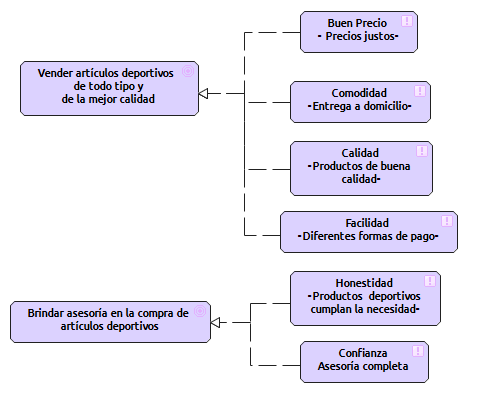 Buen Precio
- Precios justos-
Vender artículos deportivos
de todo tipo y
de la mejor calidad
Comodidad
-Entrega a domicilio-
Calidad
-Productos de buena
calidad-
Facilidad
-Diferentes formas de pago-
Honestidad
-Productos deportivos
cumplan la necesidad-
Brindar asesoría en la compra de
artículos deportivos
Confianza
Asesoría completa